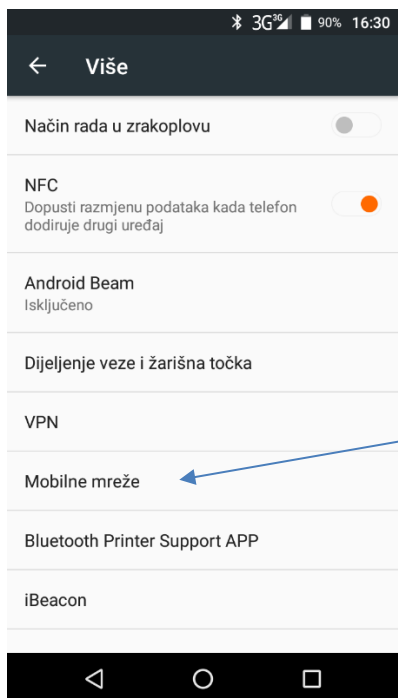 3G 3G 90% 16:30
Više
Način rada u zrakoplovu
NFC
Dopusti razmjenu podataka kada telefon
dodiruje drugi uređaj
Android Beam
Isključeno
Dijeljenje veze i žarišna točka
VPN
Mobilne mreže
Bluetooth Printer Support APP
iBeacon